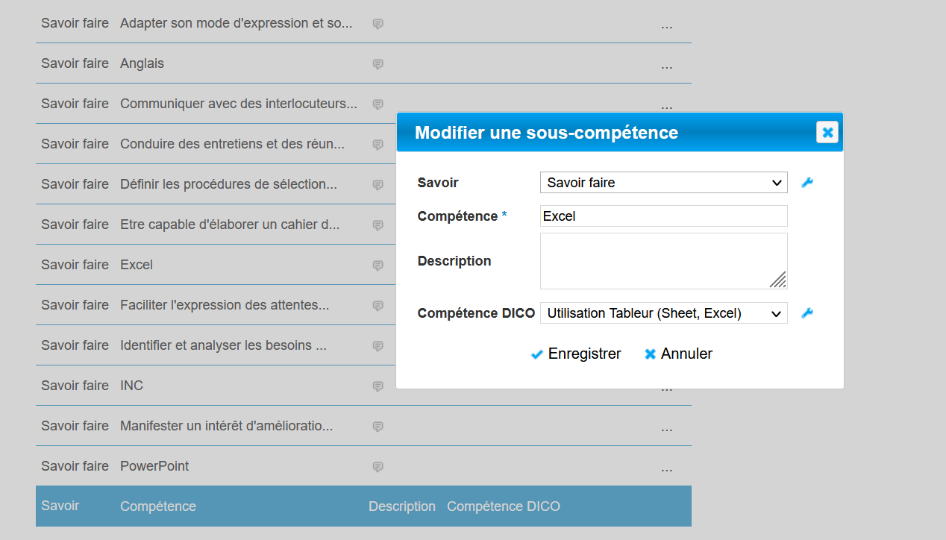 Savoir faire Adapter son mode d'expression et so... ...
Savoir faire Anglais ...
Savoir faire Communiquer avec des interlocuteurs... ...
Savoir faire Conduire des entretiens et des réun...
Savoir faire Définir les procédures de sélection...
Savoir faire Etre capable d'élaborer un cahier d...
Savoir faire Excel
Savoir faire Faciliter l'expression des attentes...
Savoir faire Identifier et analyser les besoins ...
Savoir faire INC ...
Savoir faire Manifester un intérêt d'amélioratio... ...
Savoir faire PowerPoint ...
Savoir Compétence Description Compétence DICO
Modifier une sous-compétence
Savoir Savoir faire
Compétence * Excel
Description
Compétence DICO Utilisation Tableur (Sheet, Excel)
Enregistrer Annuler